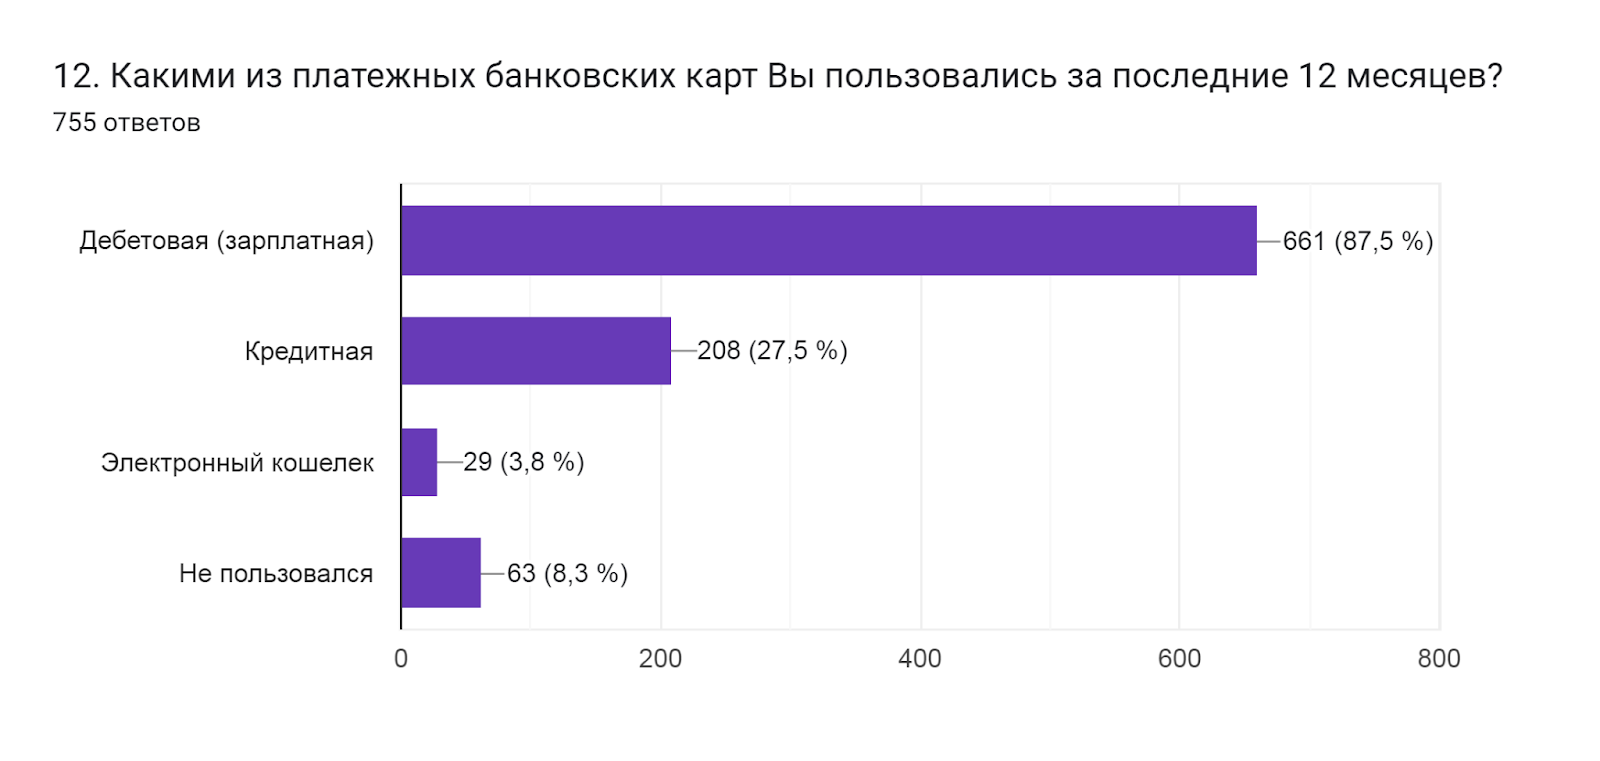 12. Какими из платежных банковских карт Вы пользовались за последние 12 месяцев?
755 ответов
Дебетовая (зарплатная)
661 (87,5 %)
Кредитная
208 (27,5 %)
Электронный кошелек
29 (3,8 %)
Не пользовался
63 (8,3 %)
0 200 400 600 800